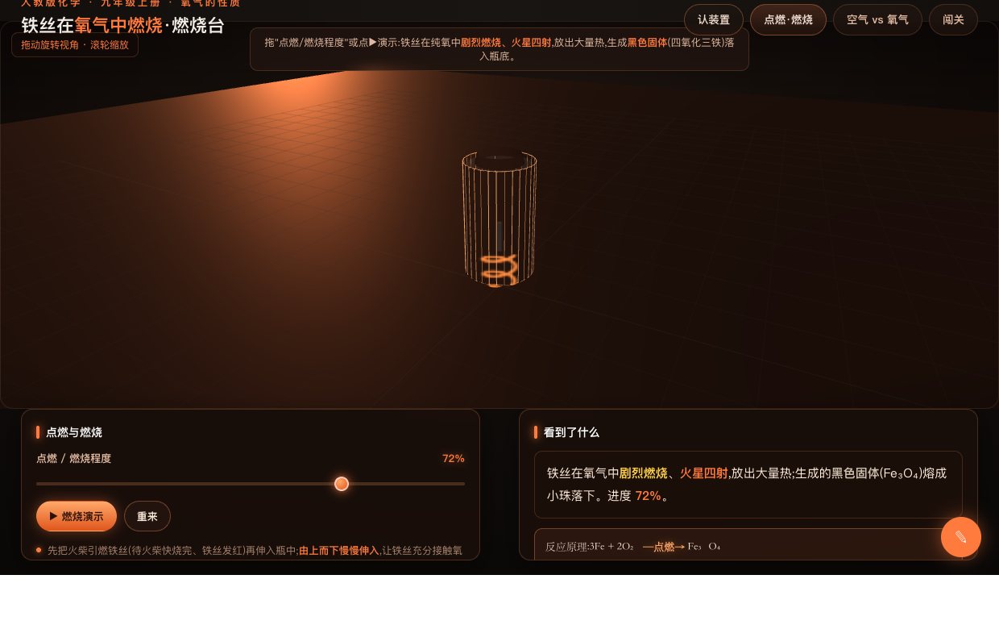 人教版化学 · 九年级上册 · 氧气的性质
铁丝在氧气中燃烧·燃烧台
认装置
点燃·燃烧
空气 vs 氧气
闯关
拖动旋转视角 · 滚轮缩放
拖"点燃/燃烧程度"或点▶演示:铁丝在纯氧中剧烈燃烧、火星四射,放出大量热,生成黑色固体(四氧化三铁)落
入瓶底。
点燃与燃烧
点燃 / 燃烧程度
72%
▶ 燃烧演示
重来
先把火柴引燃铁丝(待火柴快烧完、铁丝发红)再伸入瓶中;由上而下慢慢伸入,让铁丝充分接触氧
看到了什么
铁丝在氧气中剧烈燃烧、火星四射,放出大量热;生成的黑色固体(Fe₃O₄)熔成
小珠落下。进度 72%。
反应原理:3Fe + 2O₂ —点燃→ Fe₃ O₄